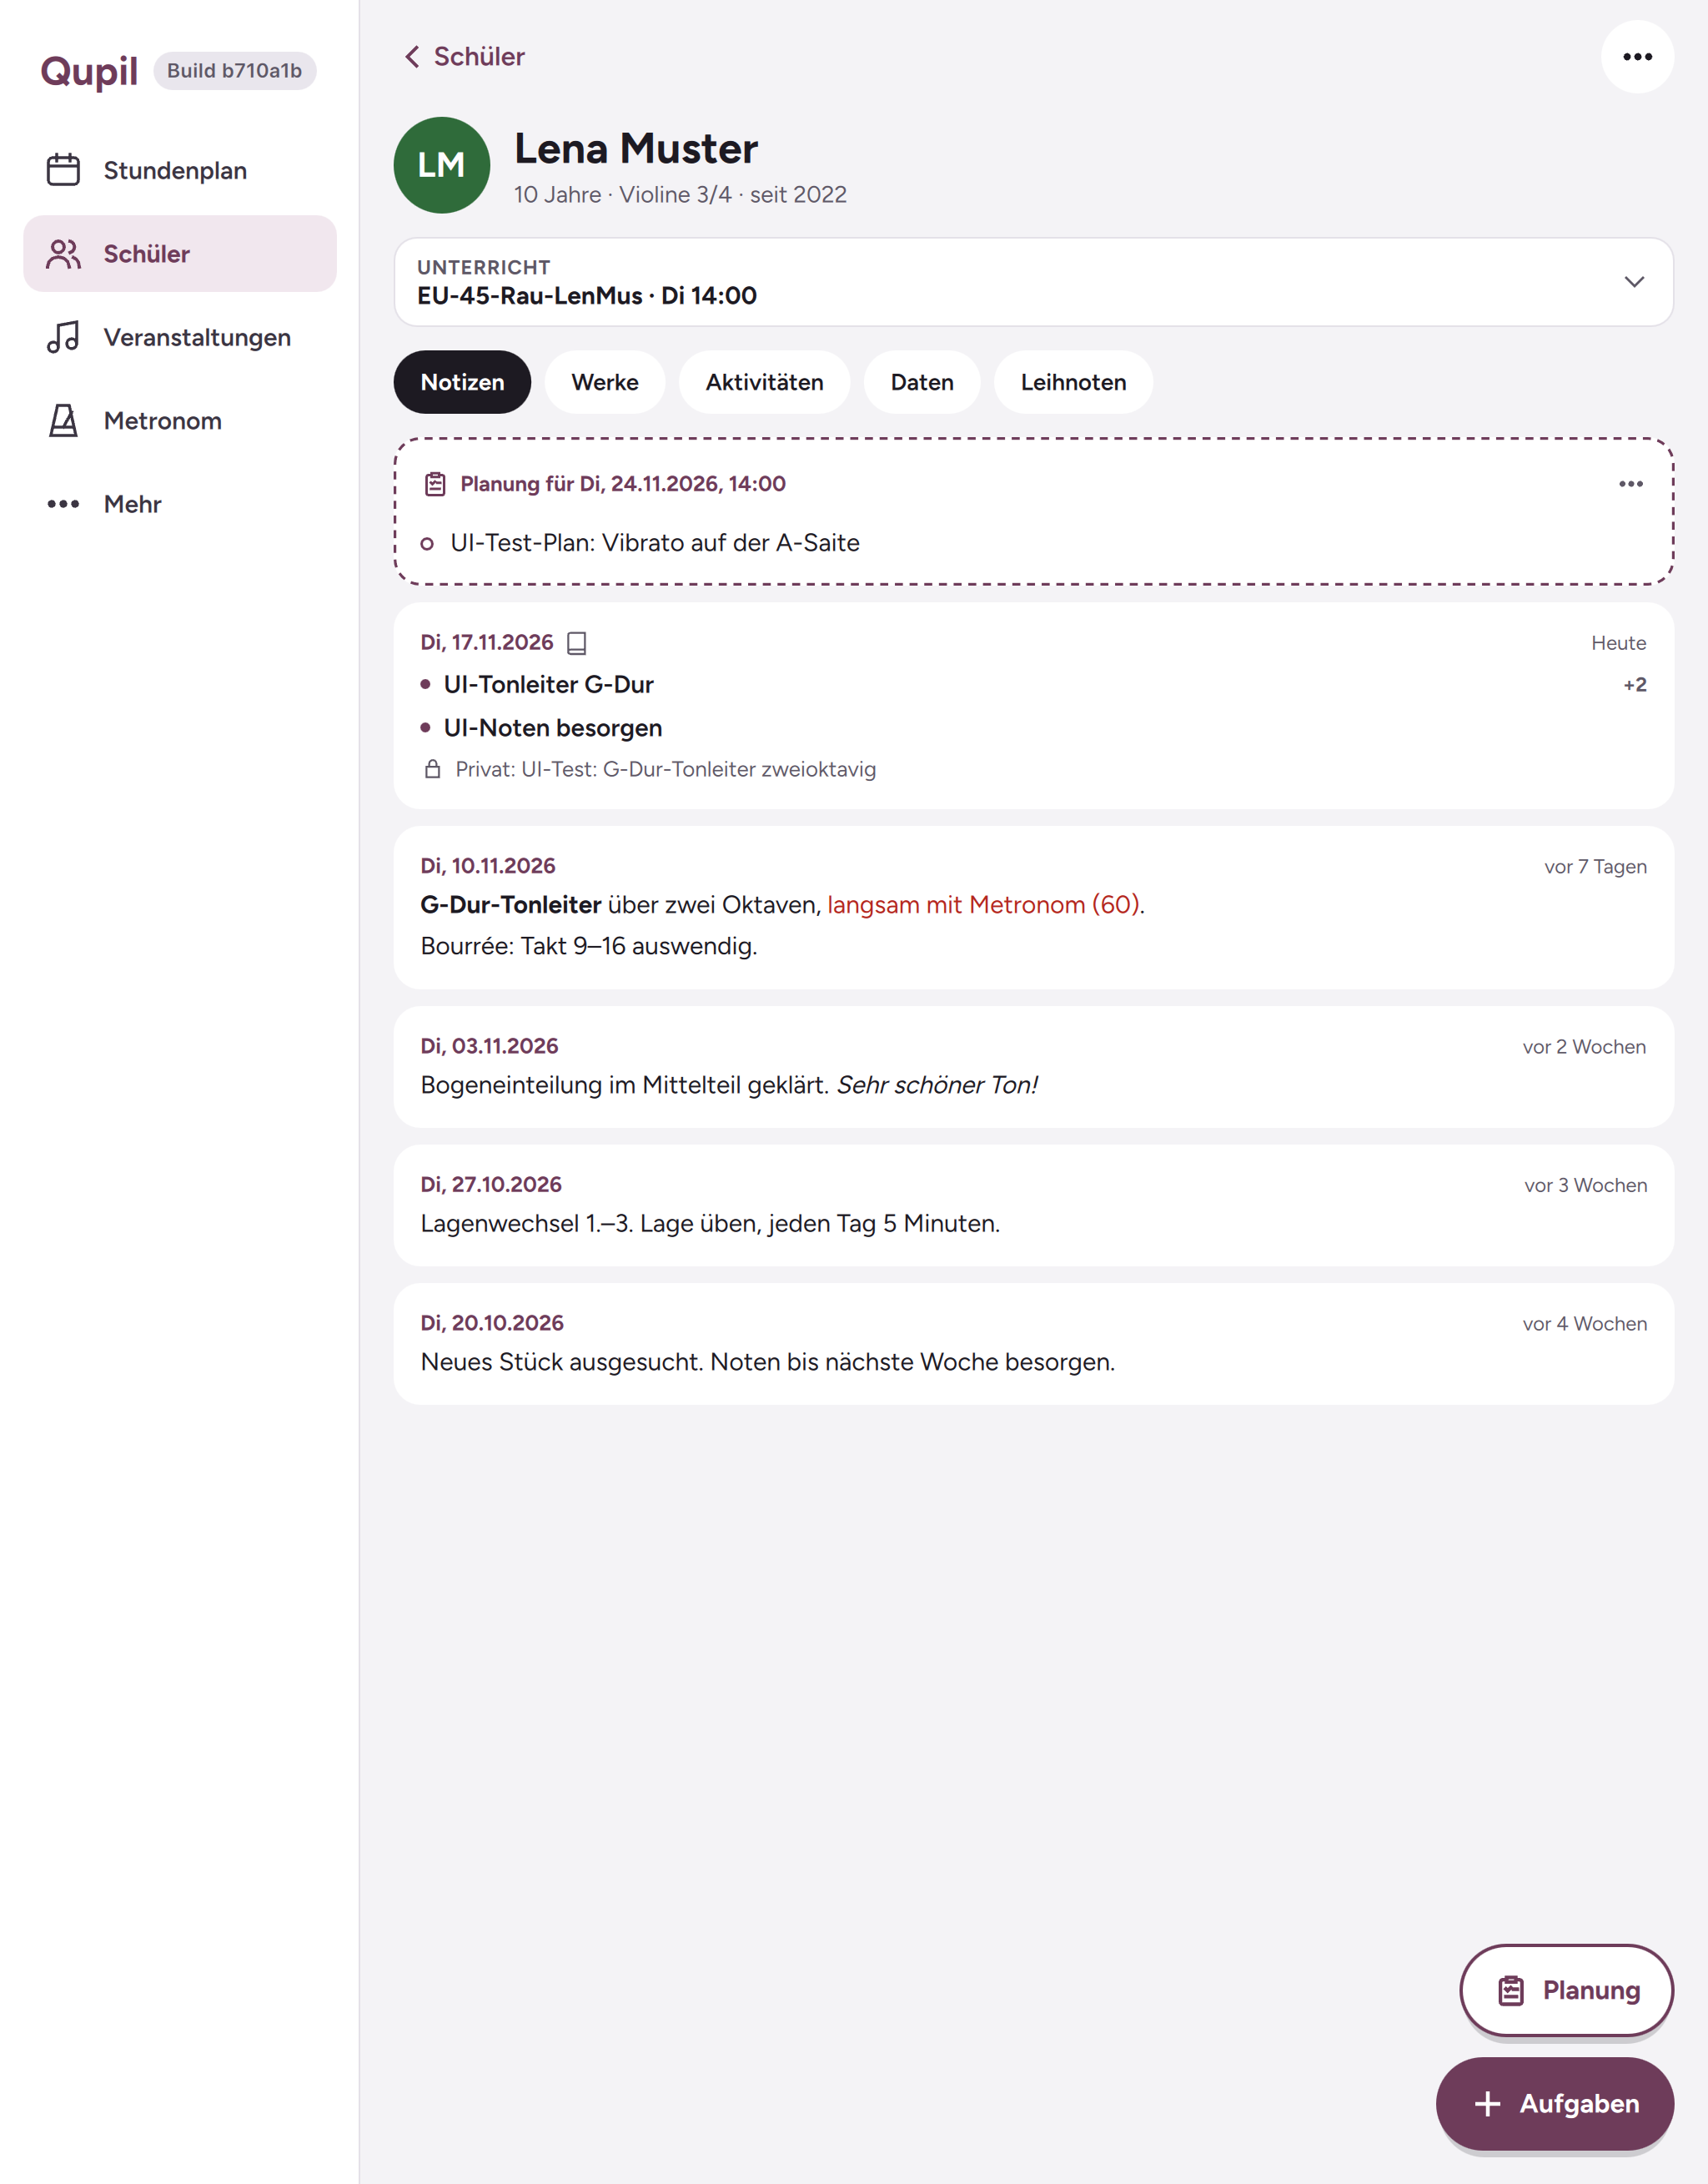 Qupil
Build b710a1b
Stundenplan
Schüler
Veranstaltungen
Metronom
Mehr
Schüler
LM
Lena Muster
10 Jahre · Violine 3/4 · seit 2022
UNTERRICHT
EU-45-Rau-LenMus · Di 14:00
Notizen Werke Aktivitäten Daten Leihnoten
Planung für Di, 24.11.2026, 14:00
UI-Test-Plan: Vibrato auf der A-Saite
Di, 17.11.2026 Heute
UI-Tonleiter G-Dur +2
UI-Noten besorgen
Privat: UI-Test: G-Dur-Tonleiter zweioktavig
Di, 10.11.2026 vor 7 Tagen
G-Dur-Tonleiter über zwei Oktaven, langsam mit Metronom (60).
Bourrée: Takt 9–16 auswendig.
Di, 03.11.2026 vor 2 Wochen
Bogeneinteilung im Mittelteil geklärt. Sehr schöner Ton!
Di, 27.10.2026 vor 3 Wochen
Lagenwechsel 1.–3. Lage üben, jeden Tag 5 Minuten.
Di, 20.10.2026 vor 4 Wochen
Neues Stück ausgesucht. Noten bis nächste Woche besorgen.
Planung
Aufgaben